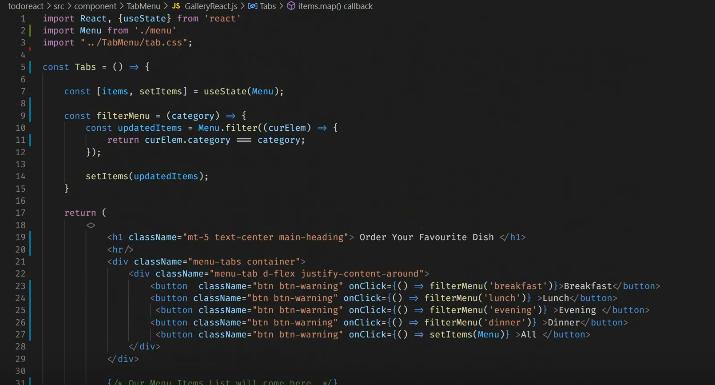 todoreact > src > component > TabMenu > JS GalleryReact.js > Tabs > items.map() callback
1 import React, {useState} from 'react'
2 import Menu from './menu'
3 import "../TabMenu/tab.css";
4
5 const Tabs = () => {
6
7 const [items, setItems] = useState(Menu);
8
9 const filterMenu = (category) => {
10 const updatedItems = Menu.filter((curElem) => {
11 return curElem.category === category;
12 });
13
14 setItems(updatedItems);
15 }
16
17 return (
18 <>
19 <h1 className="mt-5 text-center main-heading"> Order Your Favourite Dish </h1>
20 <hr/>
21 <div className="menu-tabs container">
22 <div className="menu-tab d-flex justify-content-around">
23 <button  className="btn btn-warning" onClick={() => filterMenu('breakfast')}>Breakfast</button>
24 <button className="btn btn-warning" onClick={() => filterMenu('lunch')} >Lunch</button>
25 <button className="btn btn-warning" onClick={() => filterMenu('evening')} >Evening </button>
26 <button className="btn btn-warning" onClick={() => filterMenu('dinner')} >Dinner</button>
27 <button className="btn btn-warning" onClick={() => setItems(Menu)} >All </button>
28 </div>
29 </div>
30
31 {/* Our Menu Items List will come here  */}